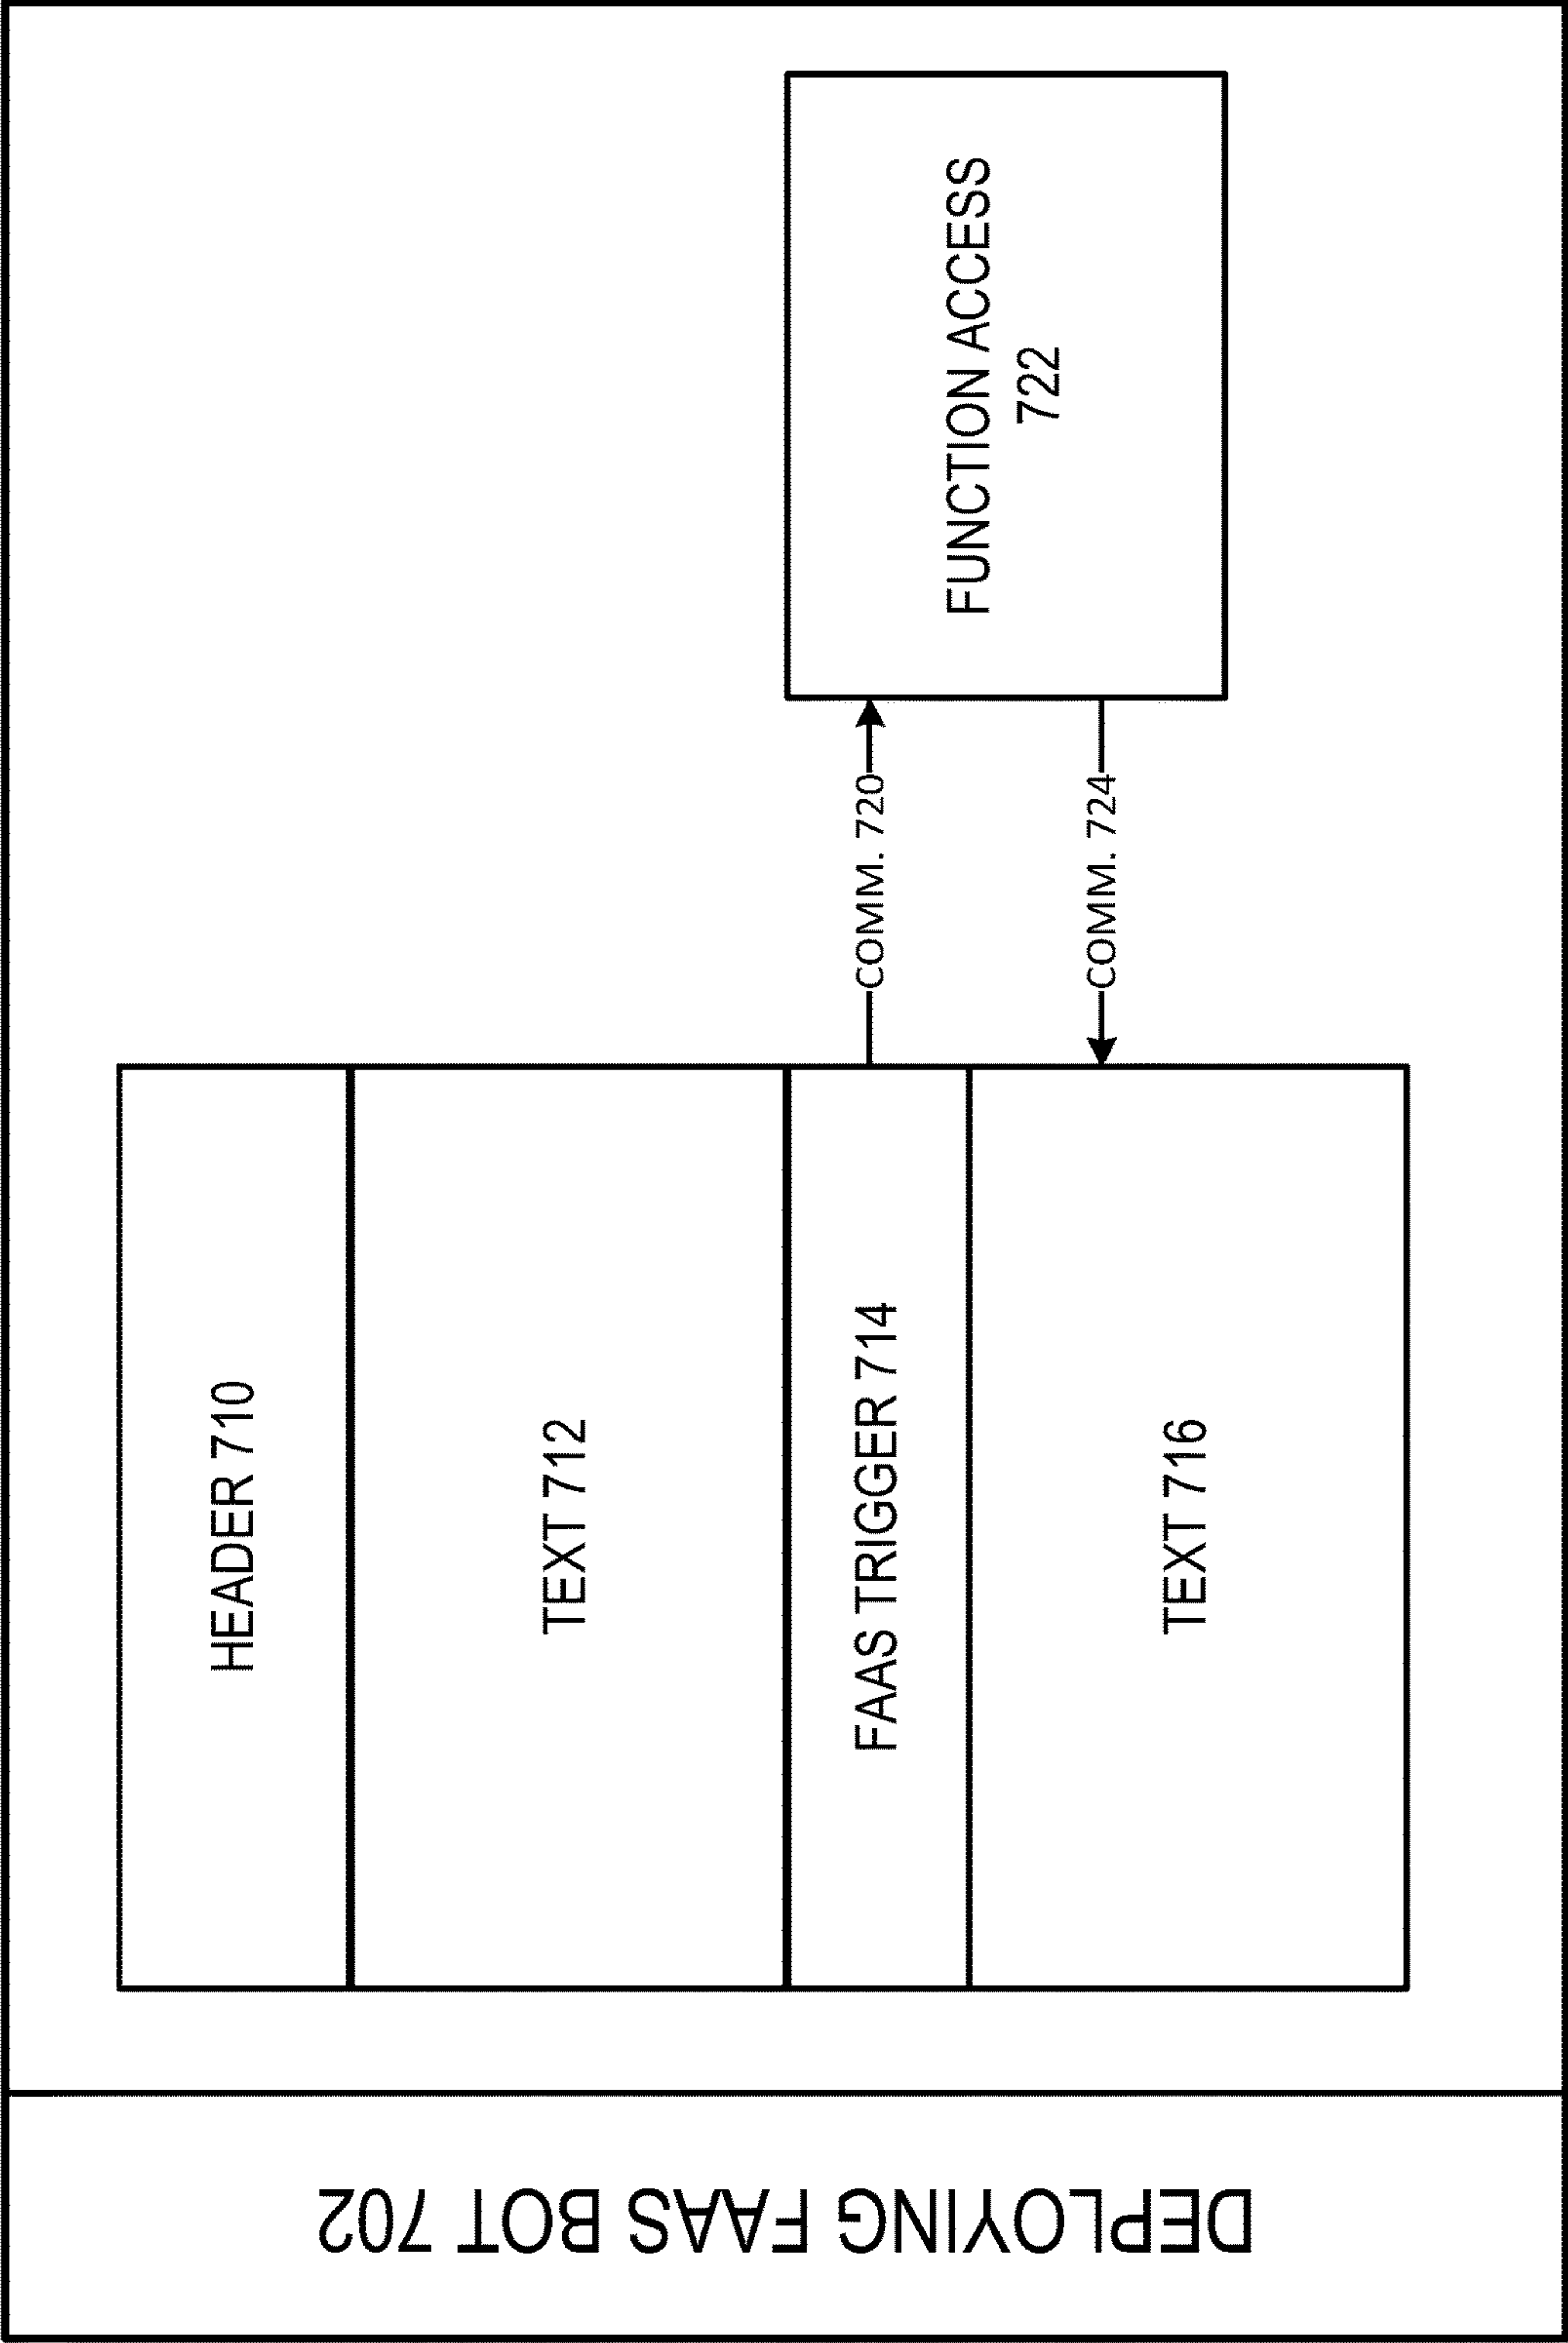 DEPLOYING FAAS BOT 702
HEADER 710
TEXT 712
FAAS TRIGGER 714
TEXT 716
COMM. 720
COMM. 724
FUNCTION ACCESS
722